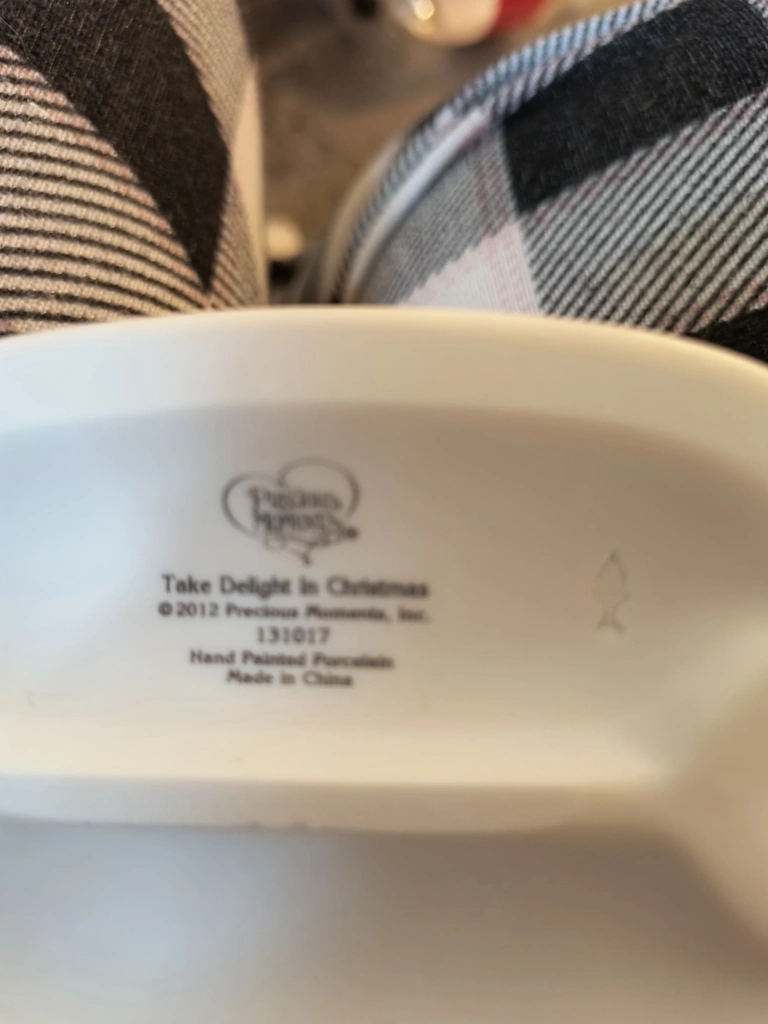 Precious
Moments®
Take Delight In Christmas
©2012 Precious Moments, Inc.
131017
Hand Painted Porcelain
Made in China